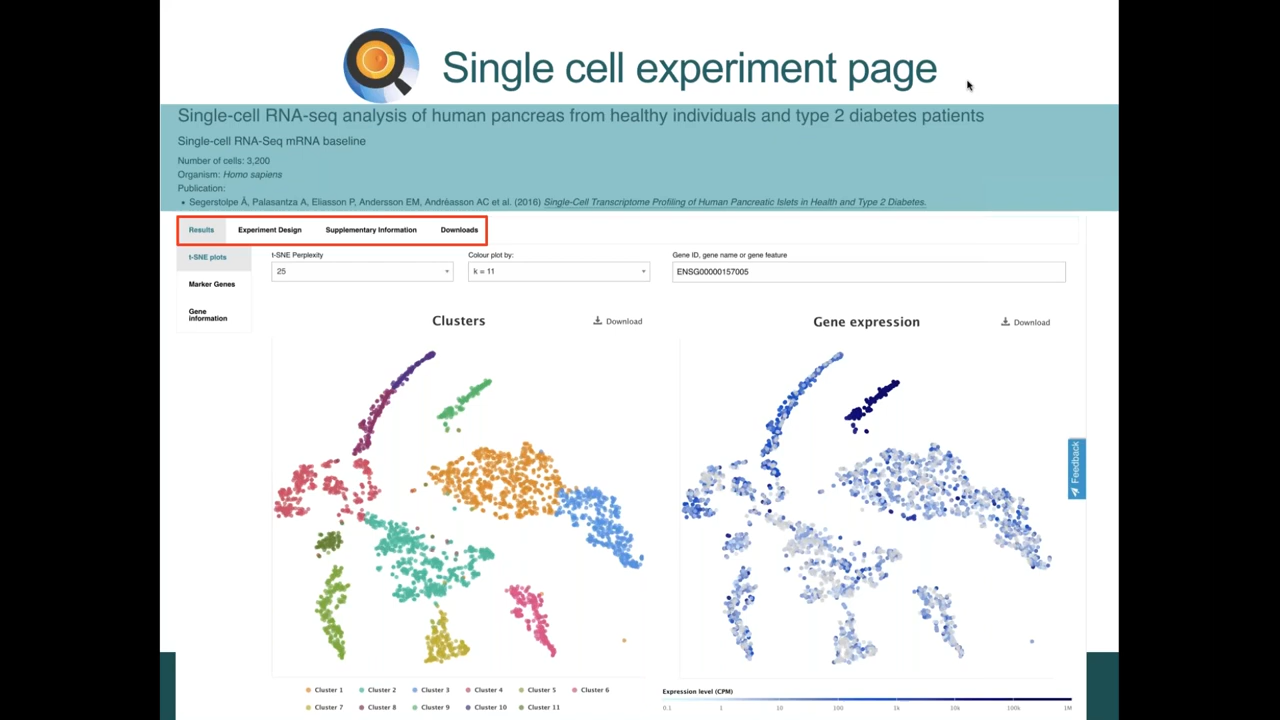 Single cell experiment page
Single-cell RNA-seq analysis of human pancreas from healthy individuals and type 2 diabetes patients
Single-cell RNA-Seq mRNA baseline
Number of cells: 3,200
Organism: Homo sapiens
Publication:
• Segerstolpe Å, Palasantza A, Eliasson P, Andersson EM, Andréasson AC et al. (2016) Single-Cell Transcriptome Profiling of Human Pancreatic Islets in Health and Type 2 Diabetes.
Results Experiment Design Supplementary Information Downloads
t-SNE plots
Marker Genes
Gene
information
t-SNE Perplexity Colour plot by: Gene ID, gene name or gene feature
25 k = 11 ENSG00000157005
Clusters Download Gene expression Download
Feedback
Cluster 1 Cluster 2 Cluster 3 Cluster 4 Cluster 5 Cluster 6
Cluster 7 Cluster 8 Cluster 9 Cluster 10 Cluster 11
Expression level (CPM)
0.1 1 10 100 1k 10k 100k 1M